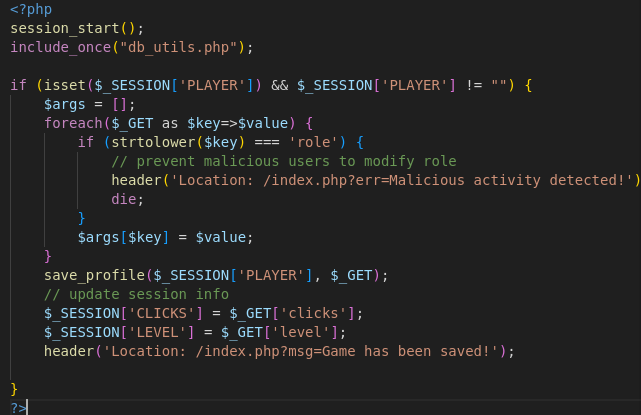 <?php
session_start();
include_once("db_utils.php");
if (isset($_SESSION['PLAYER']) && $_SESSION['PLAYER'] != "") {
$args = [];
foreach($_GET as $key=>$value) {
if (strtolower($key) === 'role') {
// prevent malicious users to modify role
header('Location: /index.php?err=Malicious activity detected!')
die;
}
$args[$key] = $value;
}
save_profile($_SESSION['PLAYER'], $_GET);
// update session info
$_SESSION['CLICKS'] = $_GET['clicks'];
$_SESSION['LEVEL'] = $_GET['level'];
header('Location: /index.php?msg=Game has been saved!');
}
?>